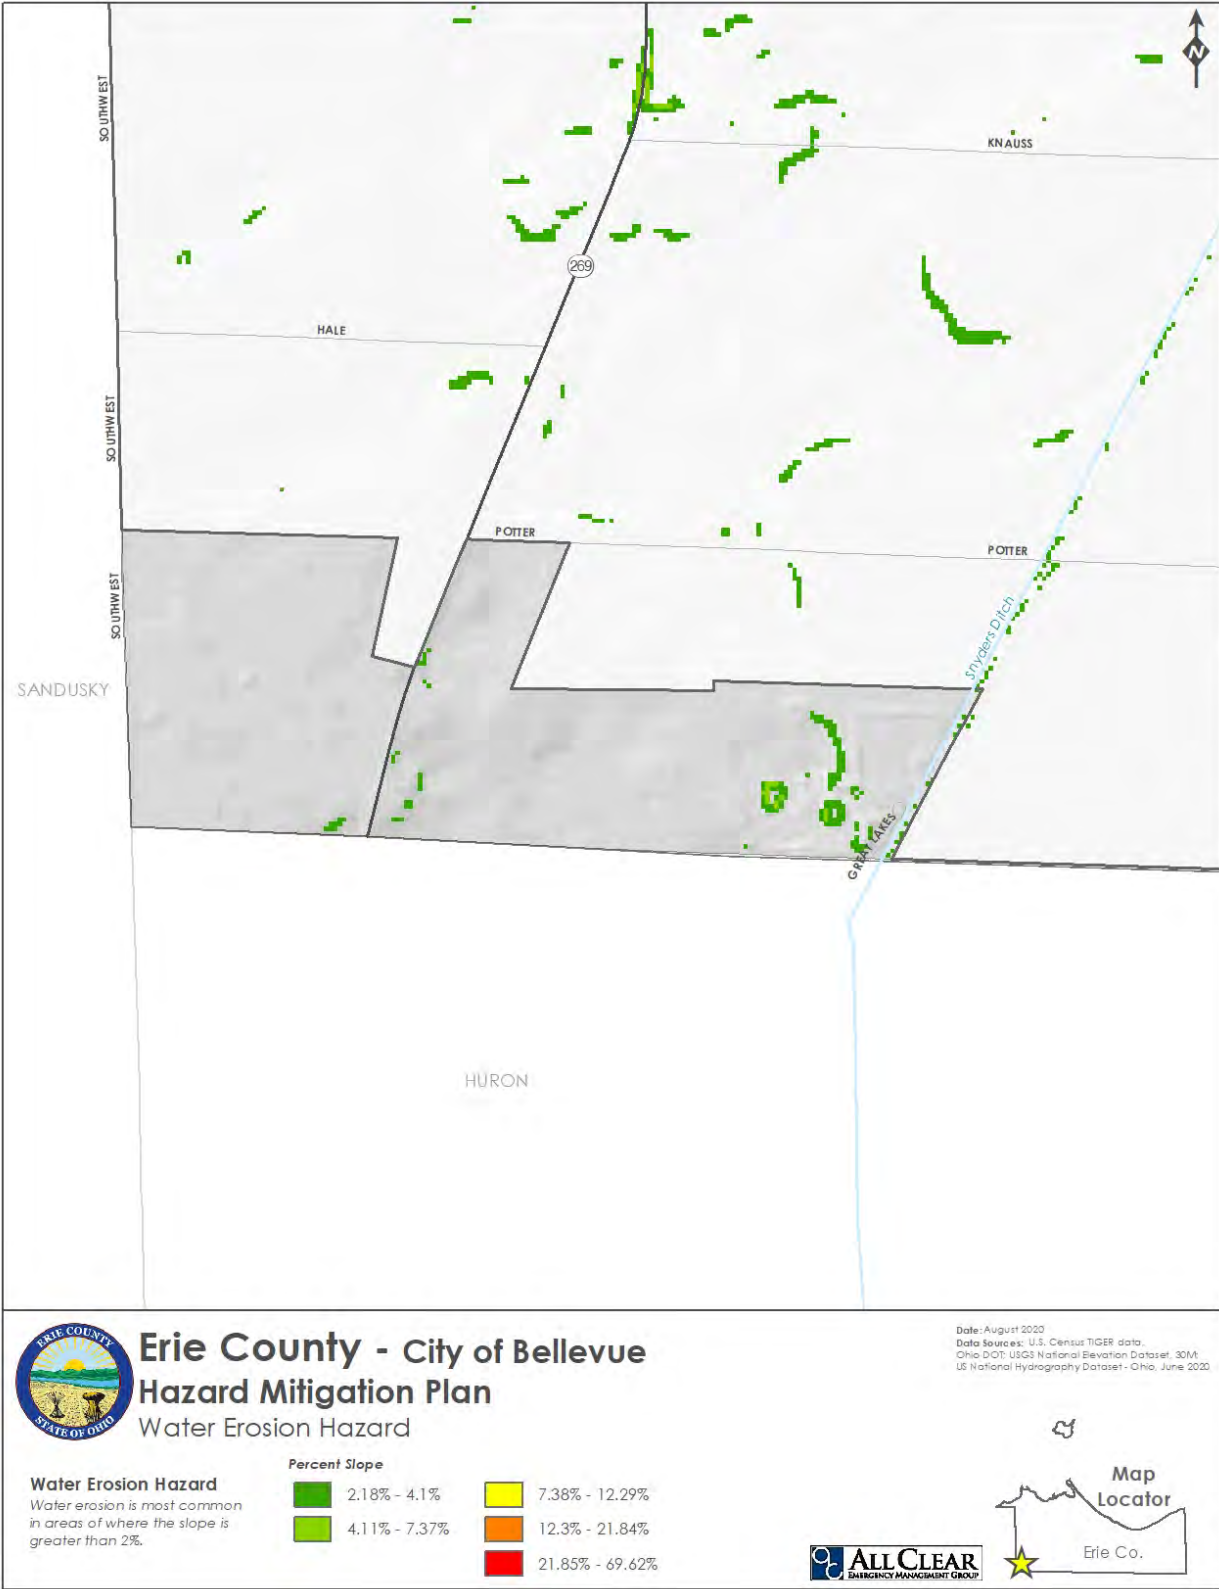 N
SOUTHWEST
KNAUSS
269
HALE
SOUTHWEST
POTTER
POTTER
SOUTHWEST
Snyders Ditch
SANDUSKY
GREAT LAKES
HURON
ERIE COUNTY
STATE OF OHIO
Erie County - City of Bellevue
Hazard Mitigation Plan
Water Erosion Hazard
Date: August 2020
Data Sources: U.S. Census TIGER data,
Ohio DOT; USGS National Elevation Dataset, 30M;
US National Hydrography Dataset - Ohio, June 2020
Water Erosion Hazard
Water erosion is most common
in areas of where the slope is
greater than 2%.
Percent Slope
2.18% - 4.1%
4.11% - 7.37%
7.38% - 12.29%
12.3% - 21.84%
21.85% - 69.62%
ALL CLEAR
EMERGENCY MANAGEMENT GROUP
Map
Locator
Erie Co.